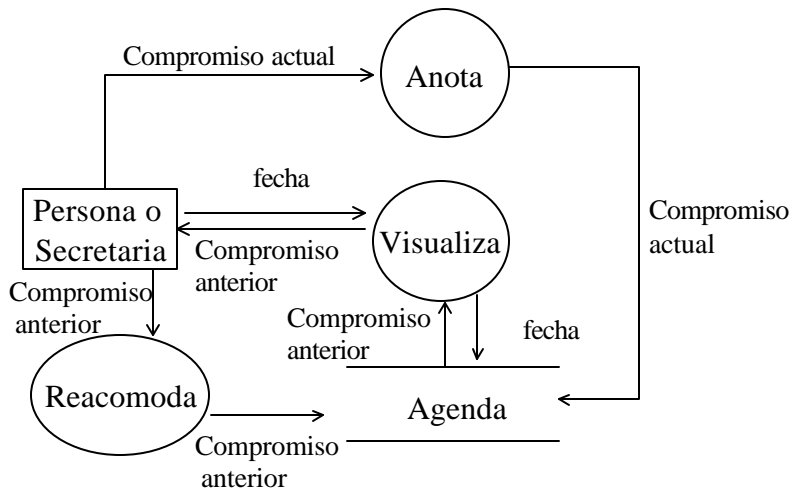 Compromiso actual
Anota
fecha
Persona o
Secretaria
Compromiso
anterior
Visualiza
Compromiso
actual
Compromiso
anterior
Compromiso
anterior
fecha
Reacomoda
Agenda
Compromiso
anterior